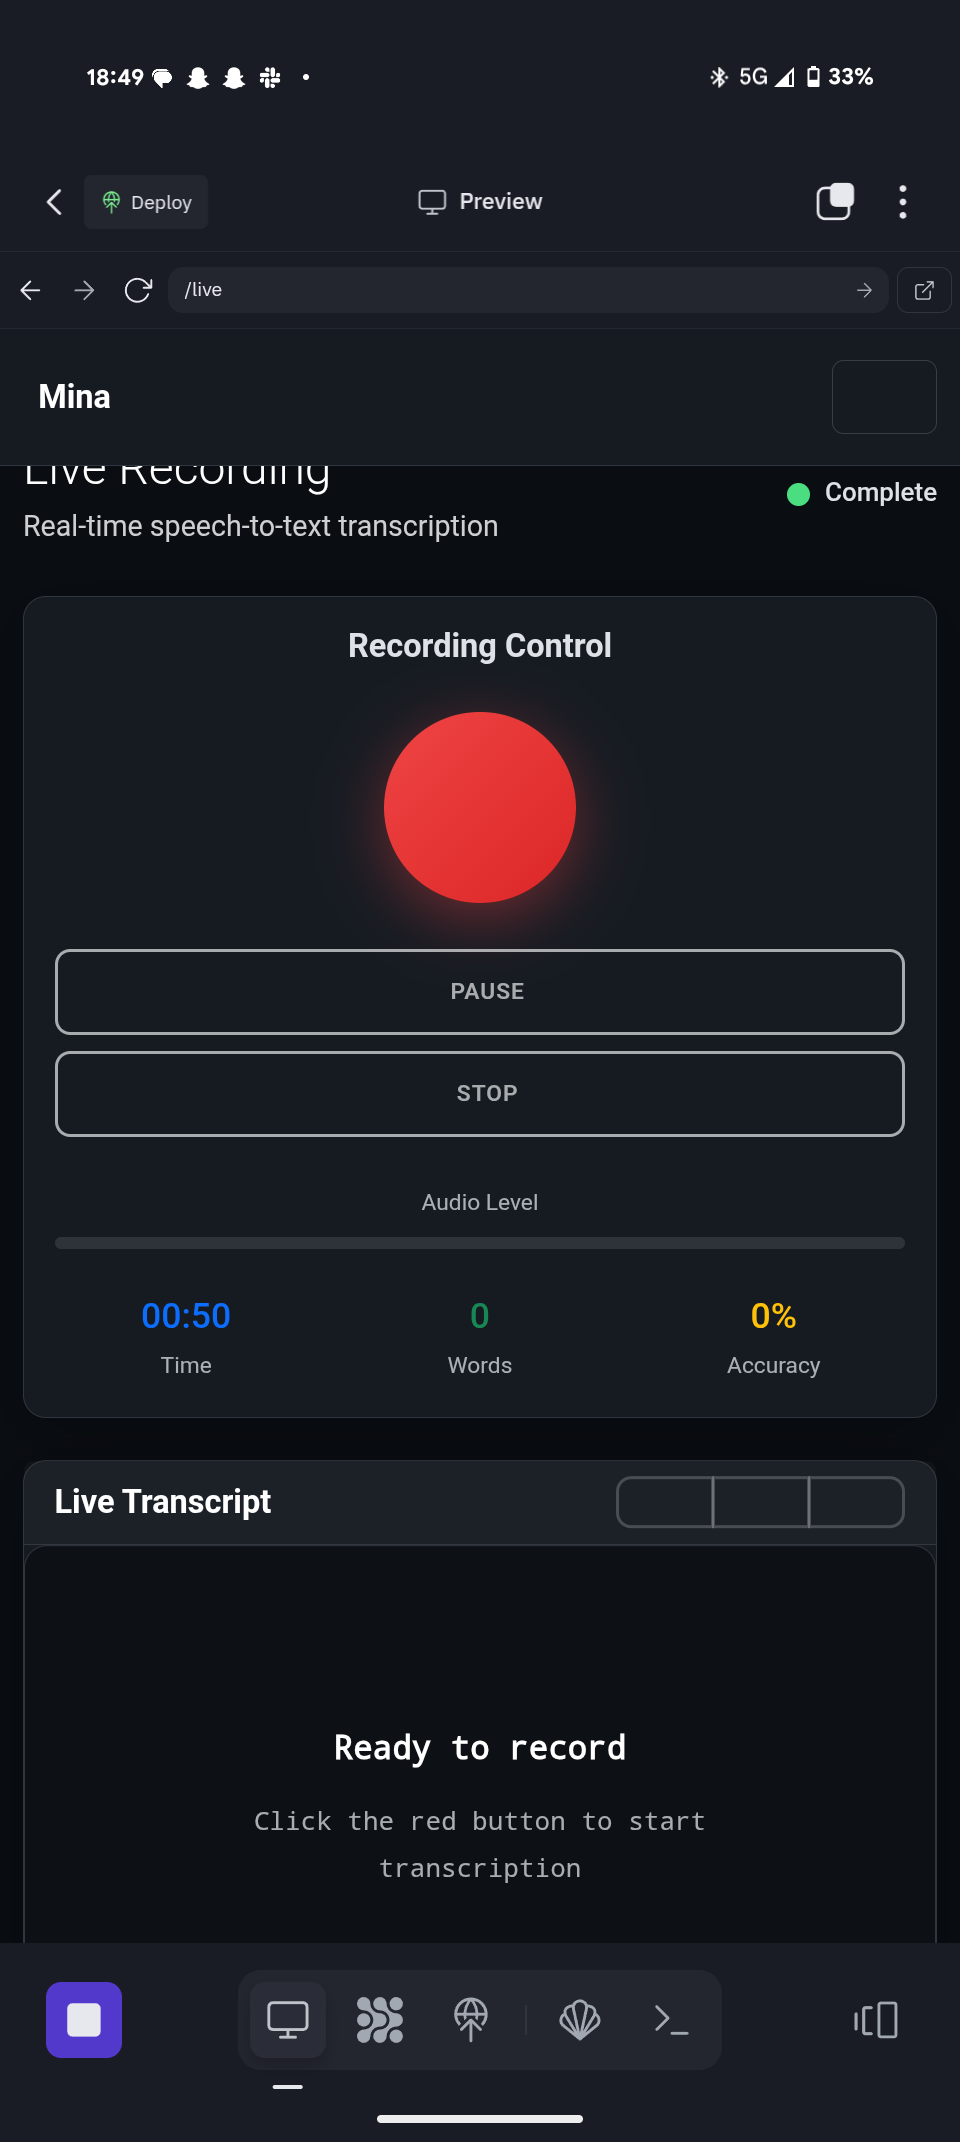 18:49
5G
33%
Deploy
Preview
/live
Mina
Live Recording
Complete
Real-time speech-to-text transcription
Recording Control
PAUSE
STOP
Audio Level
00:50
0
0%
Time
Words
Accuracy
Live Transcript
Ready to record
Click the red button to start
transcription